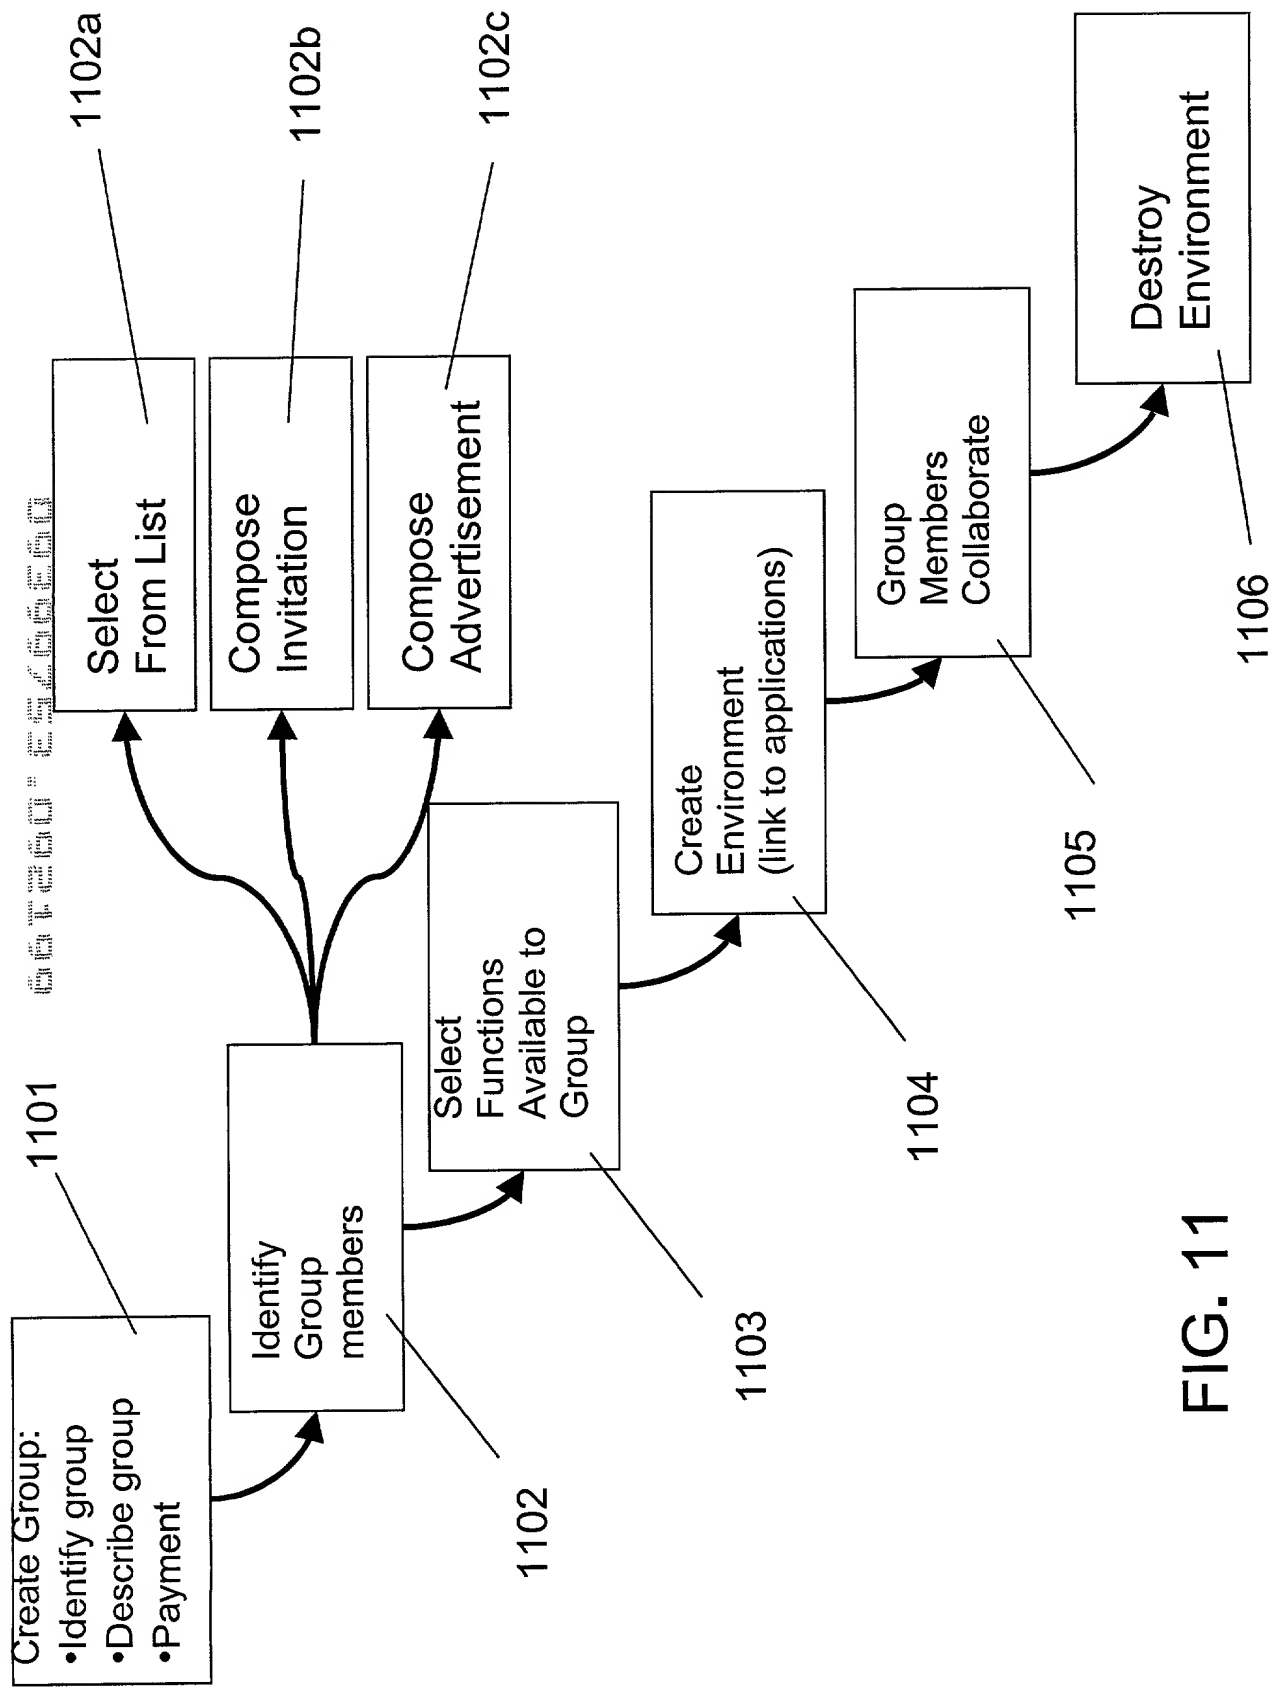 1101
Create Group:
•Identify group
•Describe group
•Payment
1102
Identify
Group
members
1102a
Select
From List
1102b
Compose
Invitation
1102c
Compose
Advertisement
1103
Select
Functions
Available to
Group
1104
Create
Environment
(link to applications)
1105
Group
Members
Collaborate
1106
Destroy
Environment
FIG. 11